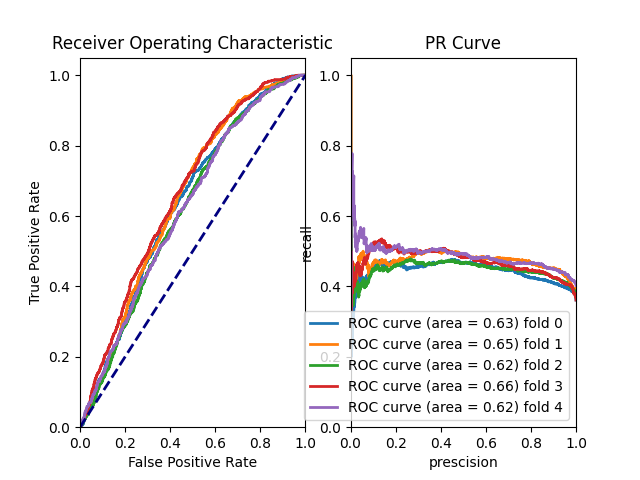 Receiver Operating Characteristic
True Positive Rate
1.0
0.8
0.6
0.4
0.2
0.0
0.0 0.2 0.4 0.6 0.8 1.0
False Positive Rate
PR Curve
recall
1.0
0.8
0.6
0.4
0.2
0.0
ROC curve (area = 0.63) fold 0
ROC curve (area = 0.65) fold 1
ROC curve (area = 0.62) fold 2
ROC curve (area = 0.66) fold 3
ROC curve (area = 0.62) fold 4
0.0 0.2 0.4 0.6 0.8 1.0
prescision